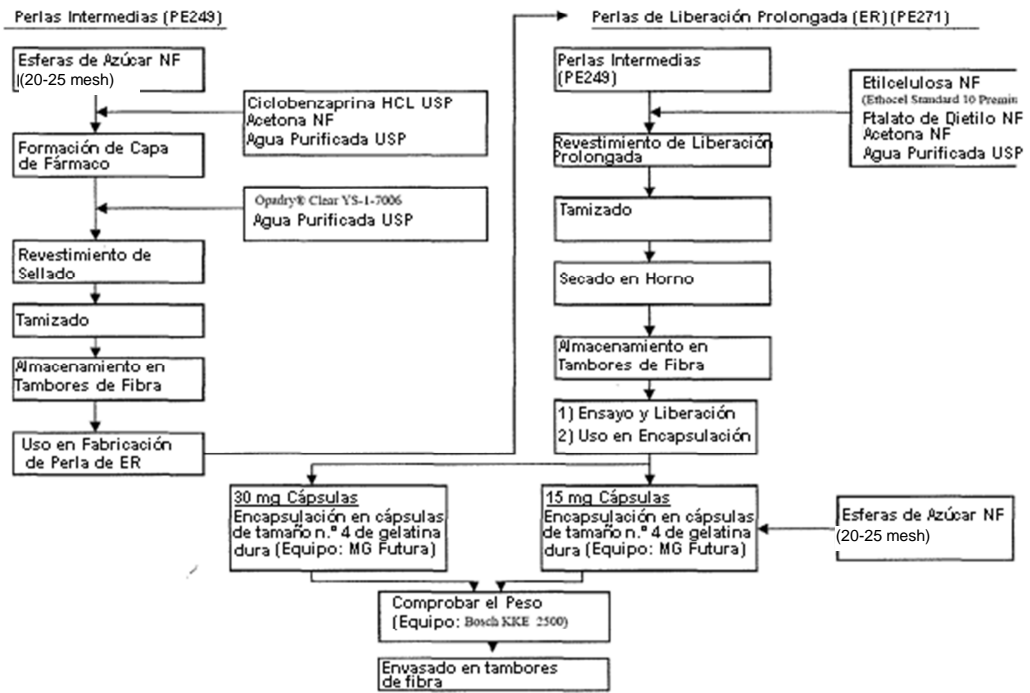 Perlas Intermedias (PE249)
Esferas de Azúcar NF
(20-25 mesh)
Ciclobenzaprina HCL USP
Acetona NF
Agua Purificada USP
Formación de Capa
de Fármaco
Opadry® Clear YS-1-7006
Agua Purificada USP
Revestimiento de
Sellado
Tamizado
Almacenamiento en
Tambores de Fibra
Uso en Fabricación
de Perla de ER
Perlas de Liberación Prolongada (ER)(PE271)
Perlas Intermedias
(PE249)
Etilcelulosa NF
(Ethocel Standard 10 Premiu
Ftalato de Dietilo NF
Acetona NF
Agua Purificada USP
Revestimiento de Liberación
Prolongada
Tamizado
Secado en Horno
Almacenamiento en
Tambores de Fibra
1) Ensayo y Liberación
2) Uso en Encapsulación
30 mg Cápsulas
Encapsulación en cápsulas
de tamaño n.º 4 de gelatina
dura (Equipo: MG Futura)
15 mg Cápsulas
Encapsulación en cápsulas
de tamaño n.º 4 de gelatina
dura (Equipo: MG Futura)
Esferas de Azúcar NF
(20-25 mesh)
Comprobar el Peso
(Equipo: Bosch KKE 2500)
Envasado en tambores
de fibra